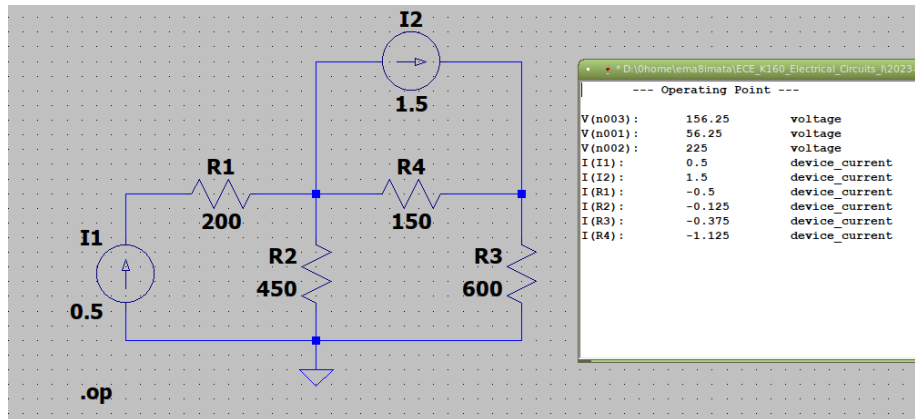 I2
1.5
R1
200
R4
150
I1
0.5
R2
450
R3
600
.op
* D:\0home\ema8imata\ECE_K160_Electrical_Circuits_I\2023-
--- Operating Point ---
V(n003): 156.25 voltage
V(n001): 56.25 voltage
V(n002): 225 voltage
I(I1): 0.5 device_current
I(I2): 1.5 device_current
I(R1): -0.5 device_current
I(R2): -0.125 device_current
I(R3): -0.375 device_current
I(R4): -1.125 device_current